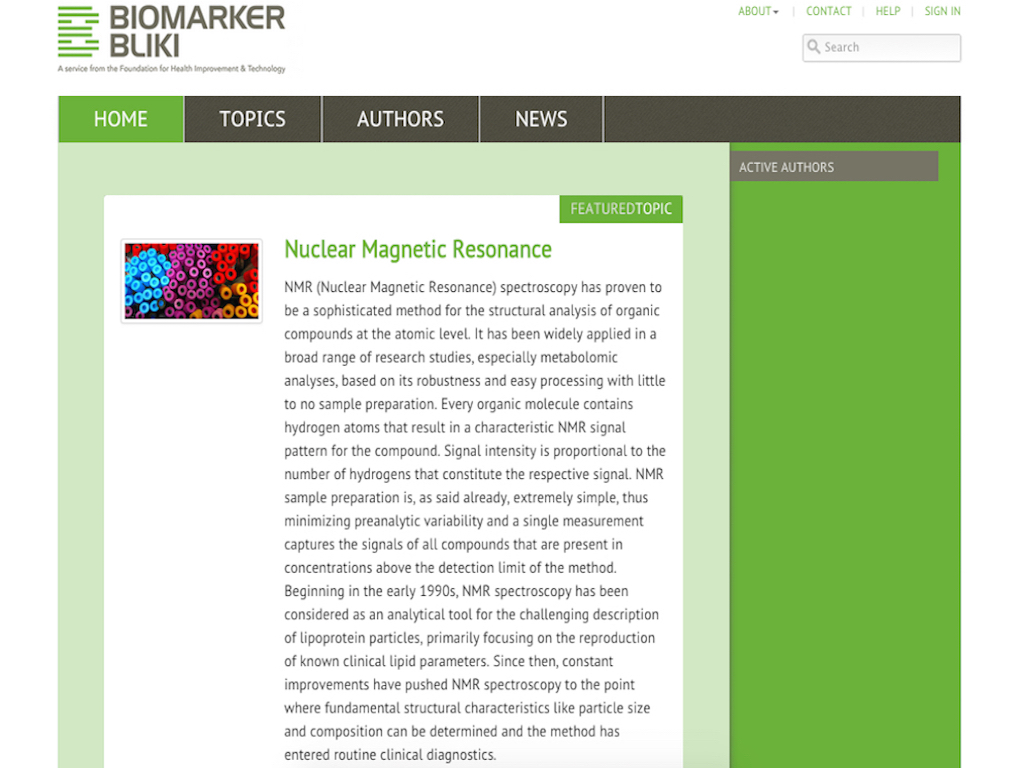 BIOMARKER
BLIKI
A service from the Foundation for Health Improvement & Technology
ABOUT | CONTACT | HELP | SIGN IN
Search
HOME TOPICS AUTHORS NEWS
ACTIVE AUTHORS
FEATUREDTOPIC
Nuclear Magnetic Resonance
NMR (Nuclear Magnetic Resonance) spectroscopy has proven to
be a sophisticated method for the structural analysis of organic
compounds at the atomic level. It has been widely applied in a
broad range of research studies, especially metabolomic
analyses, based on its robustness and easy processing with little
to no sample preparation. Every organic molecule contains
hydrogen atoms that result in a characteristic NMR signal
pattern for the compound. Signal intensity is proportional to the
number of hydrogens that constitute the respective signal. NMR
sample preparation is, as said already, extremely simple, thus
minimizing preanalytic variability and a single measurement
captures the signals of all compounds that are present in
concentrations above the detection limit of the method.
Beginning in the early 1990s, NMR spectroscopy has been
considered as an analytical tool for the challenging description
of lipoprotein particles, primarily focusing on the reproduction
of known clinical lipid parameters. Since then, constant
improvements have pushed NMR spectroscopy to the point
where fundamental structural characteristics like particle size
and composition can be determined and the method has
entered routine clinical diagnostics.